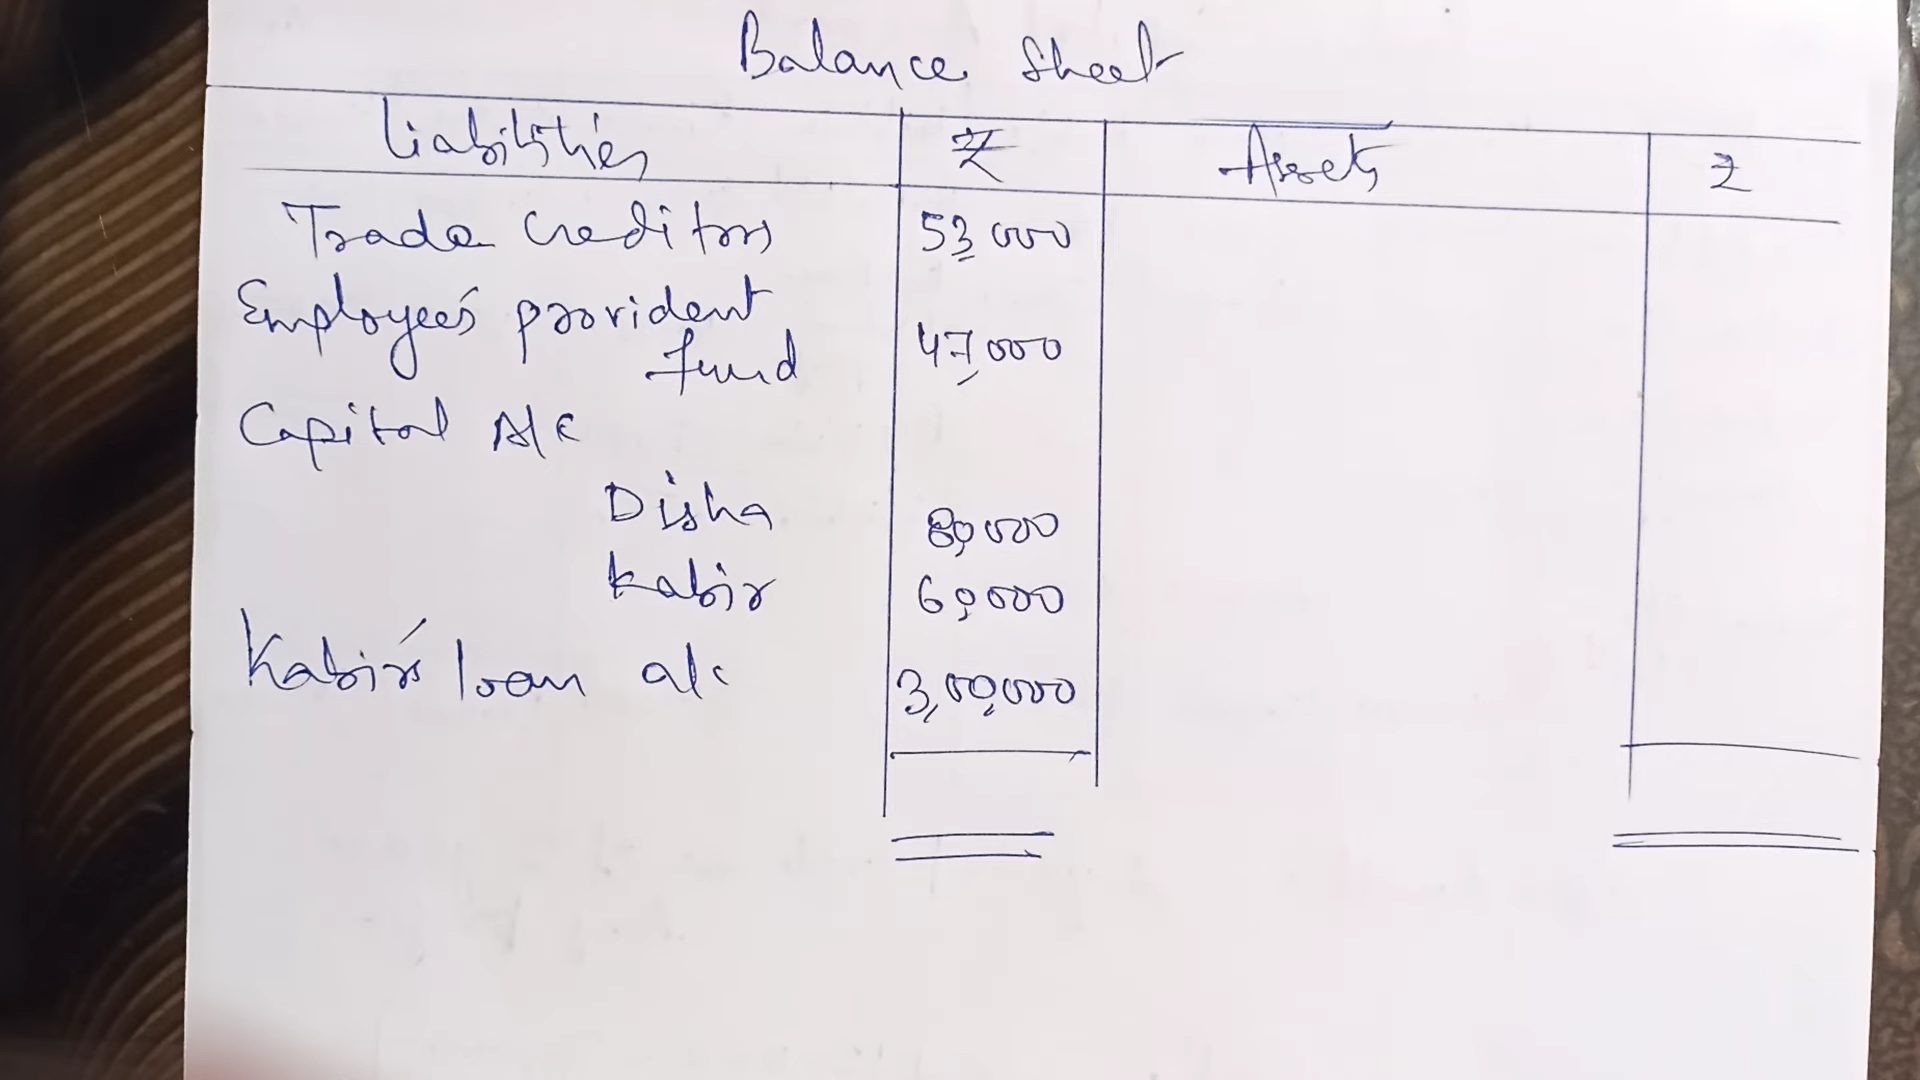 Balance Sheet
Liabilities ₹ Assets ₹
Trade Creditors 53,000
Employees' provident
fund 47,000
Capital A/c
Disha 80,000
Kabir 60,000
Kabir's loan a/c 3,00,000